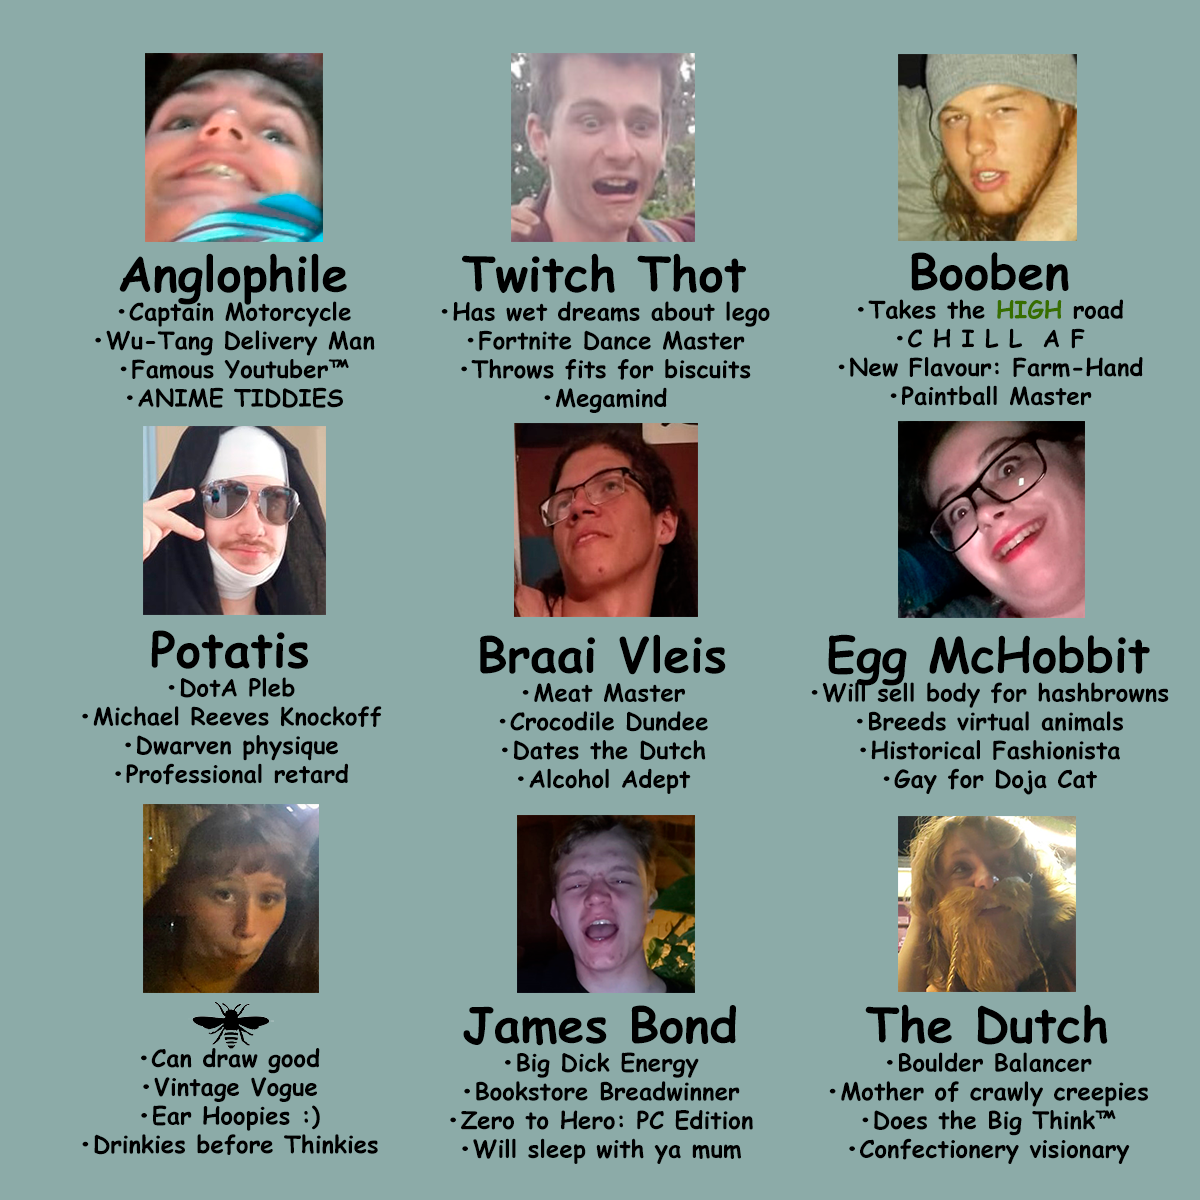 Anglophile
•Captain Motorcycle
•Wu-Tang Delivery Man
•Famous Youtuber™
•ANIME TIDDIES
Twitch Thot
•Has wet dreams about lego
•Fortnite Dance Master
•Throws fits for biscuits
•Megamind
Booben
•Takes the HIGH road
•C H I L L  A F
•New Flavour: Farm-Hand
•Paintball Master
Potatis
•DotA Pleb
•Michael Reeves Knockoff
•Dwarven physique
•Professional retard
Braai Vleis
•Meat Master
•Crocodile Dundee
•Dates the Dutch
•Alcohol Adept
Egg McHobbit
•Will sell body for hashbrowns
•Breeds virtual animals
•Historical Fashionista
•Gay for Doja Cat
•Can draw good
•Vintage Vogue
•Ear Hoopies :)
•Drinkies before Thinkies
James Bond
•Big Dick Energy
•Bookstore Breadwinner
•Zero to Hero: PC Edition
•Will sleep with ya mum
The Dutch
•Boulder Balancer
•Mother of crawly creepies
•Does the Big Think™
•Confectionery visionary